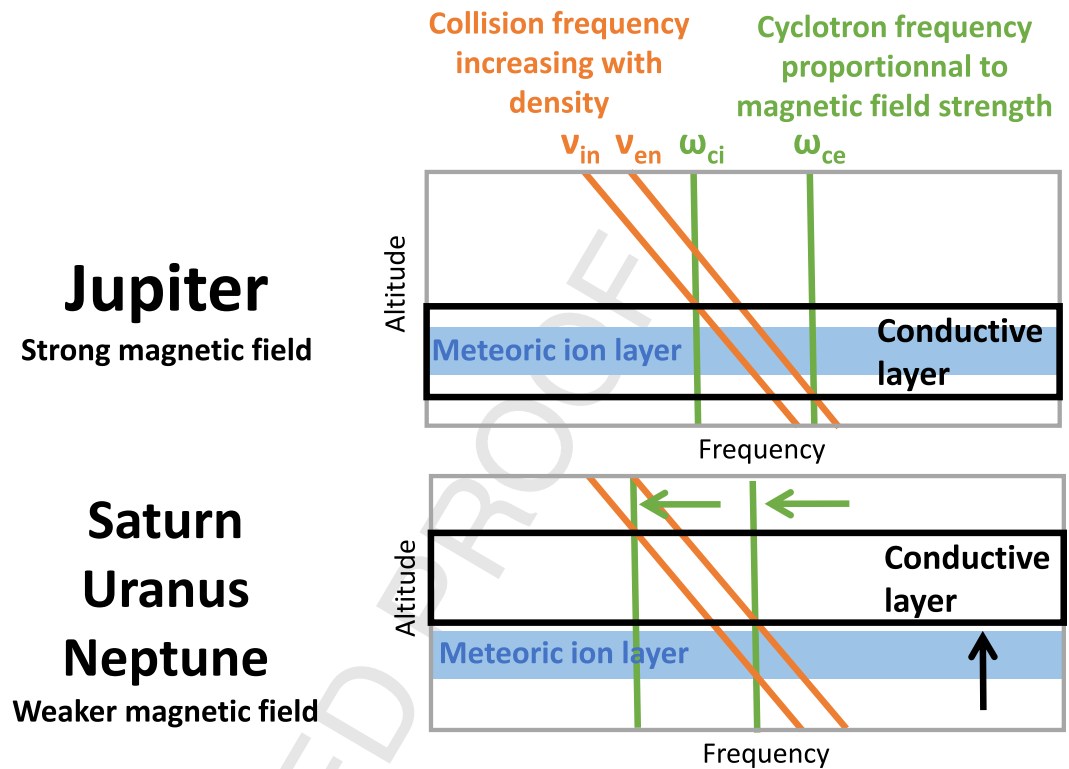 Collision frequency
increasing with
density
Cyclotron frequency
proportionnal to
magnetic field strength
νin νen ωci ωce
Jupiter
Strong magnetic field
Altitude
Meteoric ion layer
Conductive
layer
Frequency
Saturn
Uranus
Neptune
Weaker magnetic field
Altitude
Conductive
layer
Meteoric ion layer
Frequency
ED PROOF